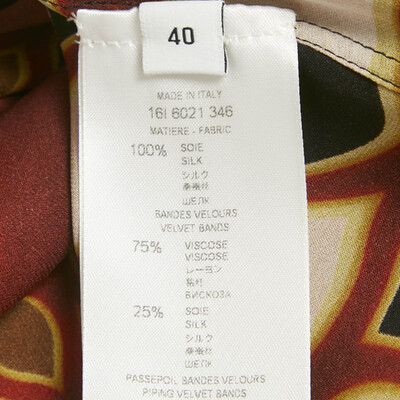 40
MADE IN ITALY
16I 6021 346
MATIERE - FABRIC
100% SOIE
SILK
シルク
桑蚕丝
ШЕЛК
BANDES VELOURS
VELVET BANDS
75% VISCOSE
VISCOSE
レーヨン
粘纤
ВИСКОЗА
25% SOIE
SILK
シルク
桑蚕丝
ШЕЛК
PASSEPOIL BANDES VELOURS
PIPING VELVET BANDS